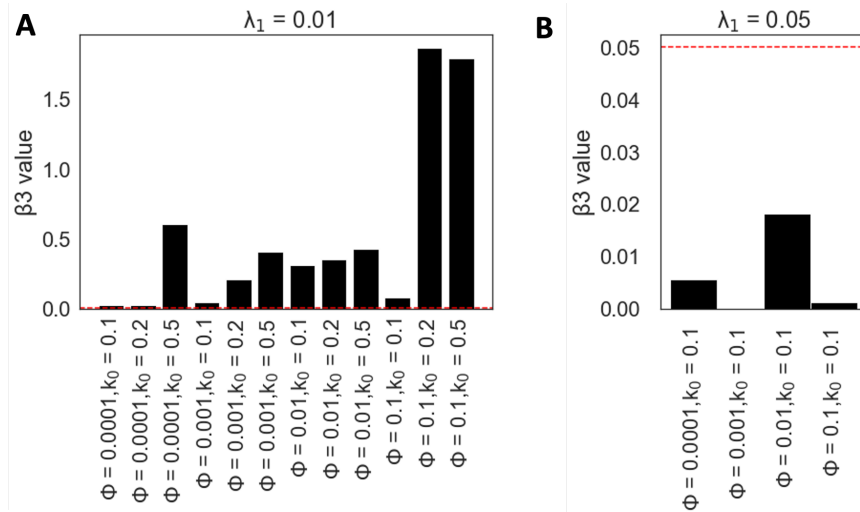 A
λ₁ = 0.01
β3 value
1.5
1.0
0.5
0.0
Φ = 0.0001,k₀ = 0.1
Φ = 0.0001,k₀ = 0.2
Φ = 0.0001,k₀ = 0.5
Φ = 0.001,k₀ = 0.1
Φ = 0.001,k₀ = 0.2
Φ = 0.001,k₀ = 0.5
Φ = 0.01,k₀ = 0.1
Φ = 0.01,k₀ = 0.2
Φ = 0.01,k₀ = 0.5
Φ = 0.1,k₀ = 0.1
Φ = 0.1,k₀ = 0.2
Φ = 0.1,k₀ = 0.5
B
λ₁ = 0.05
β3 value
0.05
0.04
0.03
0.02
0.01
0.00
Φ = 0.0001,k₀ = 0.1
Φ = 0.001,k₀ = 0.1
Φ = 0.01,k₀ = 0.1
Φ = 0.1,k₀ = 0.1